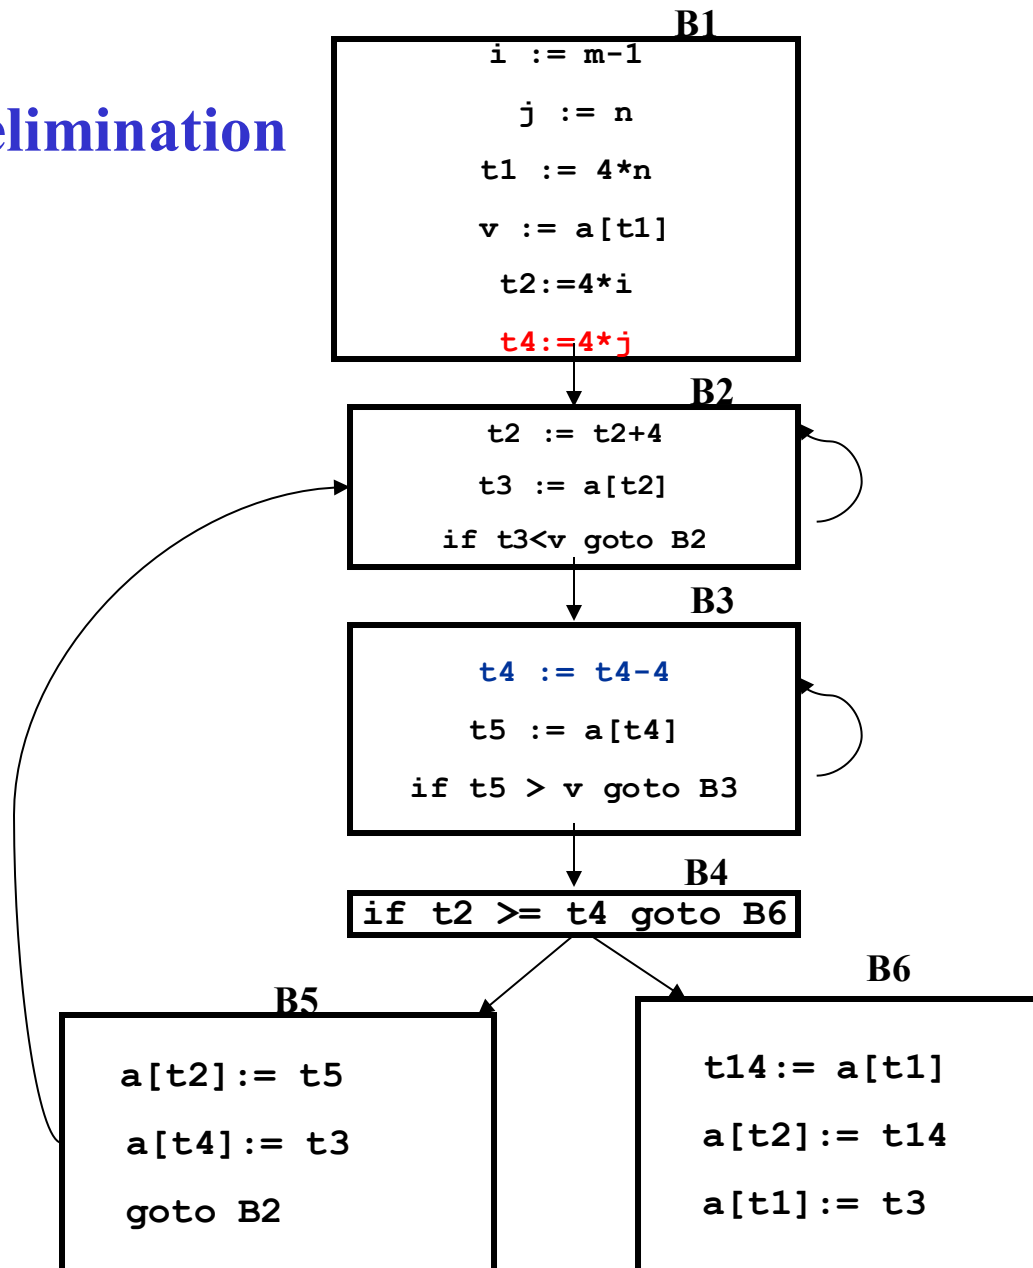 B1
i := m-1
elimination
j := n
t1 := 4*n
v := a[t1]
t2:=4*i
t4:=4*j
B2
t2 := t2+4
t3 := a[t2]
if t3<v goto B2
B3
t4 := t4-4
t5 := a[t4]
if t5 > v goto B3
B4
if t2 >= t4 goto B6
B5
a[t2]:= t5
a[t4]:= t3
goto B2
B6
t14:= a[t1]
a[t2]:= t14
a[t1]:= t3